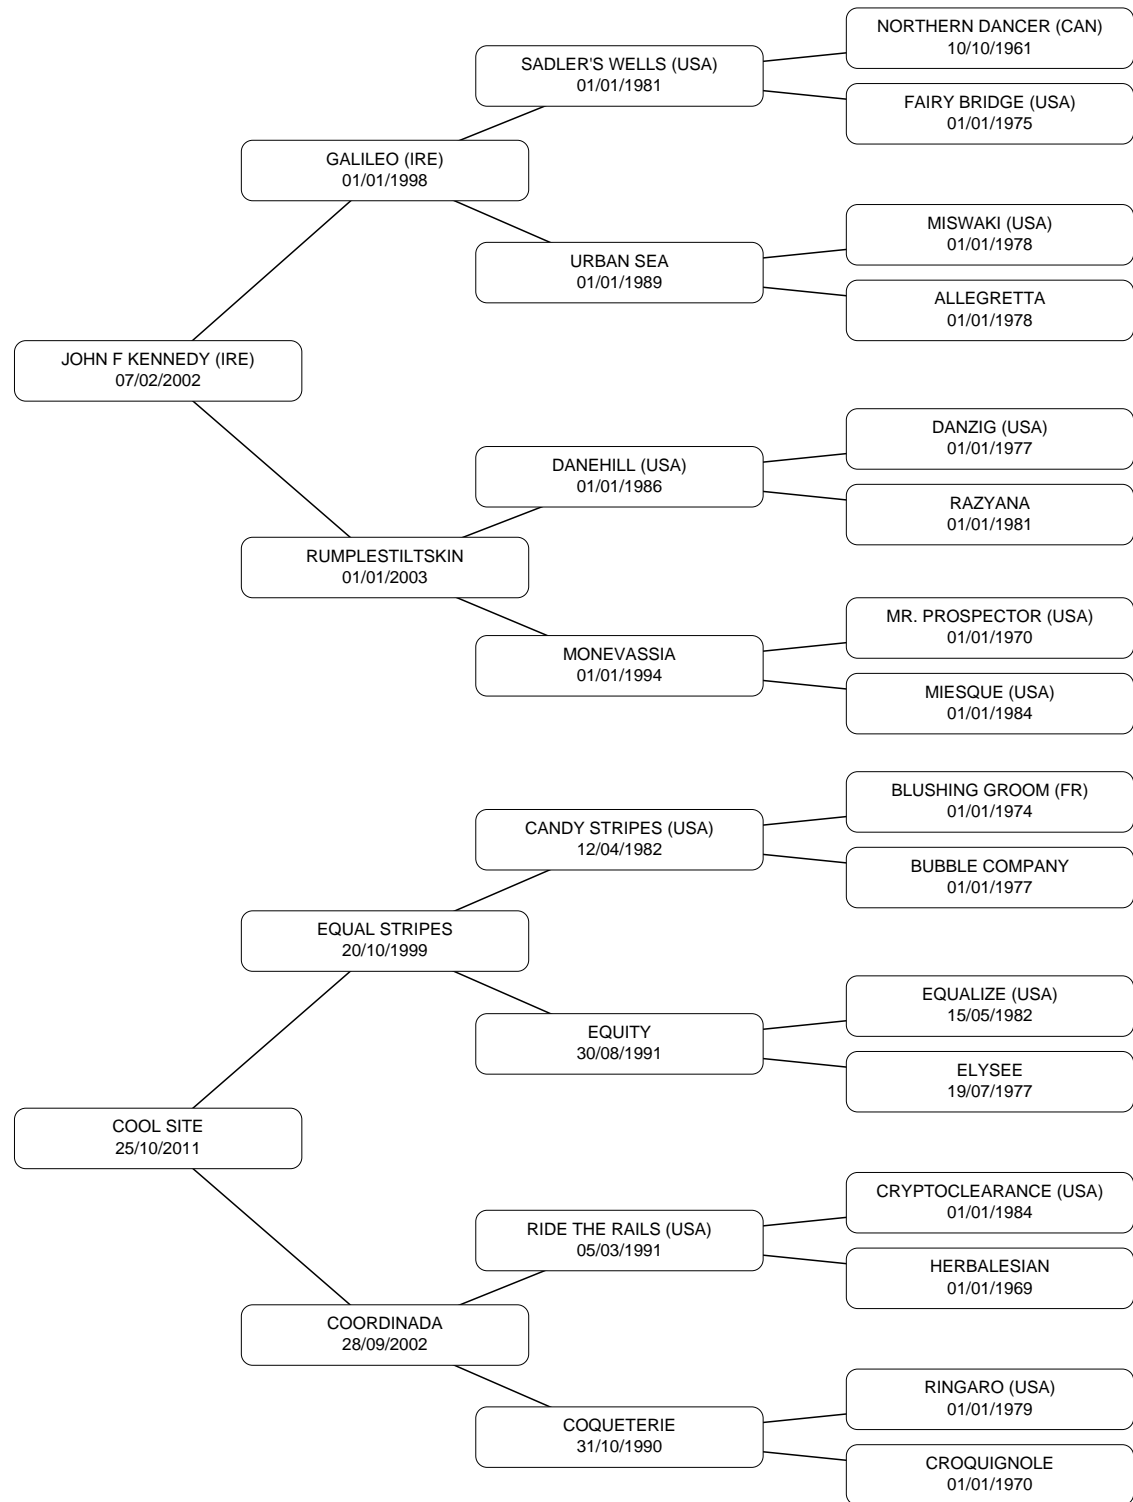 NORTHERN DANCER (CAN)
10/10/1961
SADLER'S WELLS (USA)
01/01/1981
FAIRY BRIDGE (USA)
01/01/1975
GALILEO (IRE)
01/01/1998
MISWAKI (USA)
01/01/1978
URBAN SEA
01/01/1989
ALLEGRETTA
01/01/1978
JOHN F KENNEDY (IRE)
07/02/2002
DANZIG (USA)
01/01/1977
DANEHILL (USA)
01/01/1986
RAZYANA
01/01/1981
RUMPLESTILTSKIN
01/01/2003
MR. PROSPECTOR (USA)
01/01/1970
MONEVASSIA
01/01/1994
MIESQUE (USA)
01/01/1984
BLUSHING GROOM (FR)
01/01/1974
CANDY STRIPES (USA)
12/04/1982
BUBBLE COMPANY
01/01/1977
EQUAL STRIPES
20/10/1999
EQUALIZE (USA)
15/05/1982
EQUITY
30/08/1991
ELYSEE
19/07/1977
COOL SITE
25/10/2011
CRYPTOCLEARANCE (USA)
01/01/1984
RIDE THE RAILS (USA)
05/03/1991
HERBALESIAN
01/01/1969
COORDINADA
28/09/2002
RINGARO (USA)
01/01/1979
COQUETERIE
31/10/1990
CROQUIGNOLE
01/01/1970